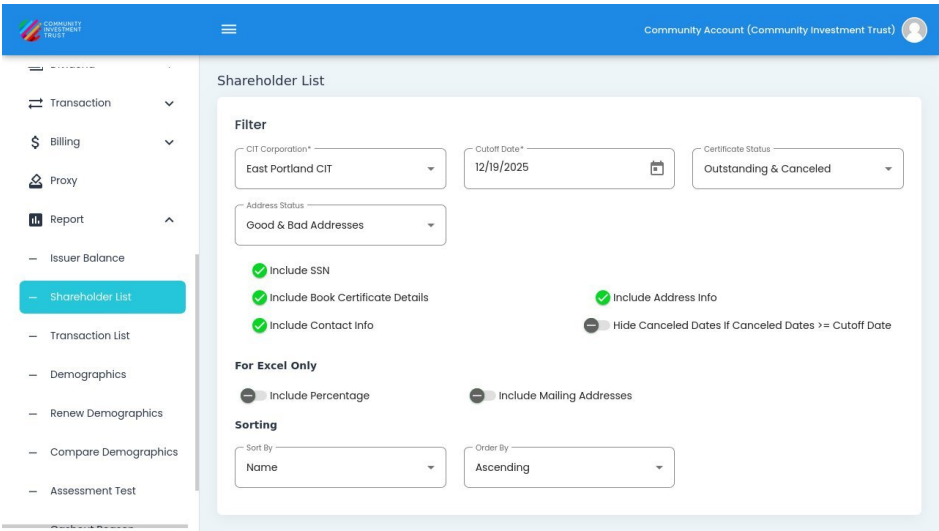 COMMUNITY
INVESTMENT
TRUST
Community Account (Community Investment Trust)
Dividend
Transaction
Billing
Proxy
Report
Issuer Balance
Shareholder List
Transaction List
Demographics
Renew Demographics
Compare Demographics
Assessment Test
Cashout Reason
Shareholder List
Filter
CIT Corporation*
East Portland CIT
Cutoff Date*
12/19/2025
Certificate Status
Outstanding & Canceled
Address Status
Good & Bad Addresses
Include SSN
Include Book Certificate Details
Include Address Info
Include Contact Info
Hide Canceled Dates If Canceled Dates >= Cutoff Date
For Excel Only
Include Percentage
Include Mailing Addresses
Sorting
Sort By
Name
Order By
Ascending